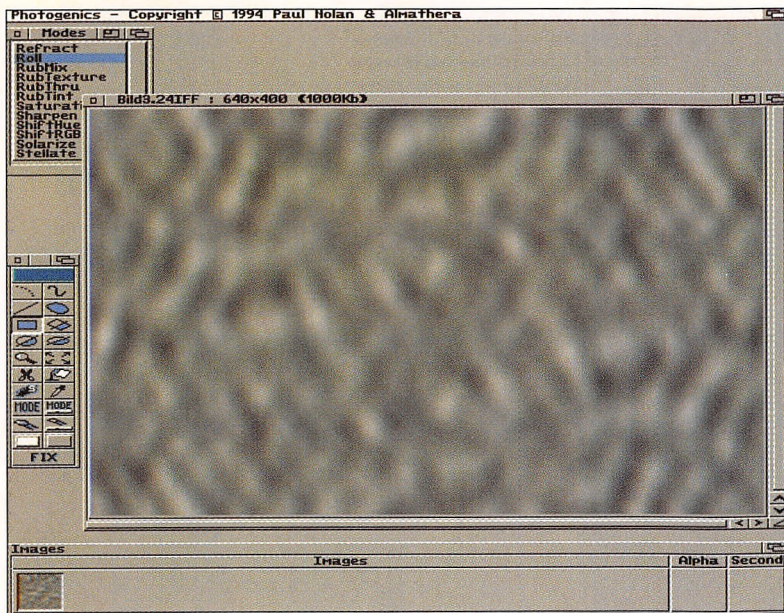 Photogenics - Copyright © 1994 Paul Nolan & Almathera
Modes
Refract
Roll
RubMix
RubTexture
RubThru
RubTint
Saturati
Sharpen
ShiftHue
ShiftRGB
Solarize
Stellate
Bild3.24IFF : 640x400 (1000Kb)
MODE MODE
FIX
Images
Images Alpha Second